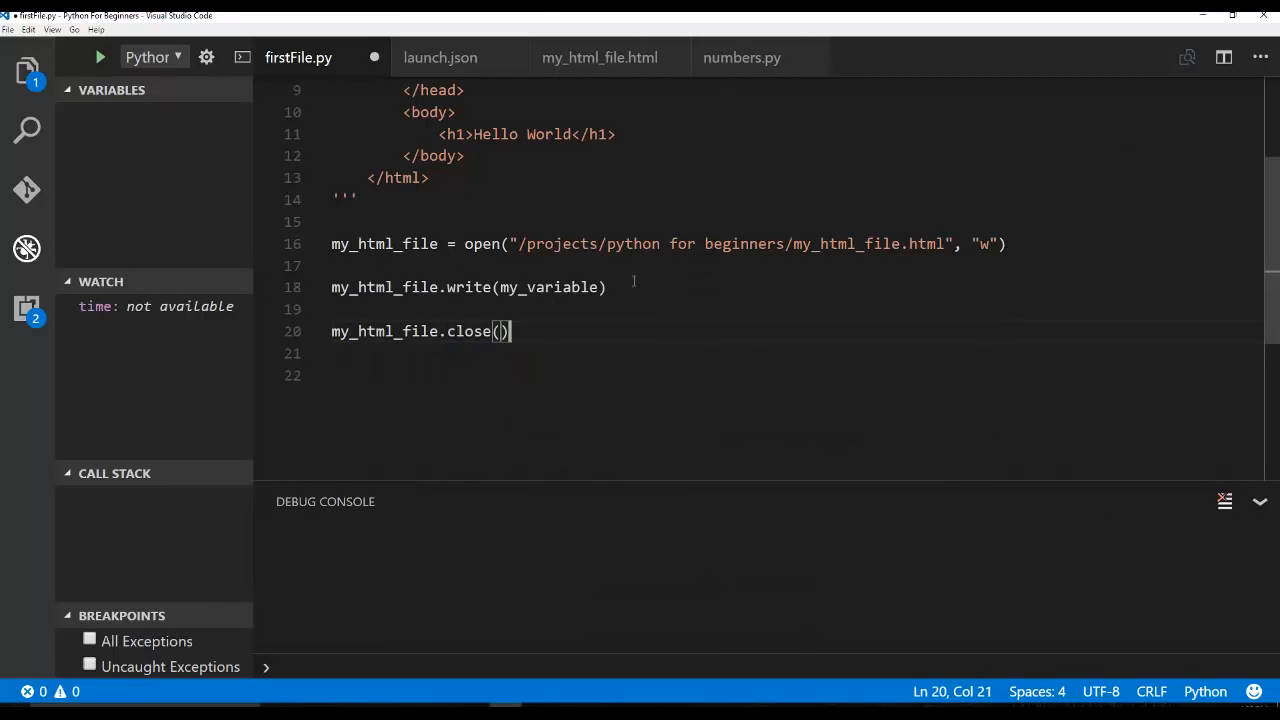 • firstFile.py - Python For Beginners - Visual Studio Code
File Edit View Go Help
Python firstFile.py launch.json my_html_file.html numbers.py
1
2
VARIABLES
WATCH
time: not available
CALL STACK
BREAKPOINTS
All Exceptions
Uncaught Exceptions
9 </head>
10 <body>
11 <h1>Hello World</h1>
12 </body>
13 </html>
14 '''
15
16 my_html_file = open("/projects/python for beginners/my_html_file.html", "w")
17
18 my_html_file.write(my_variable)
19
20 my_html_file.close()
21
22
DEBUG CONSOLE
0 0 Ln 20, Col 21 Spaces: 4 UTF-8 CRLF Python